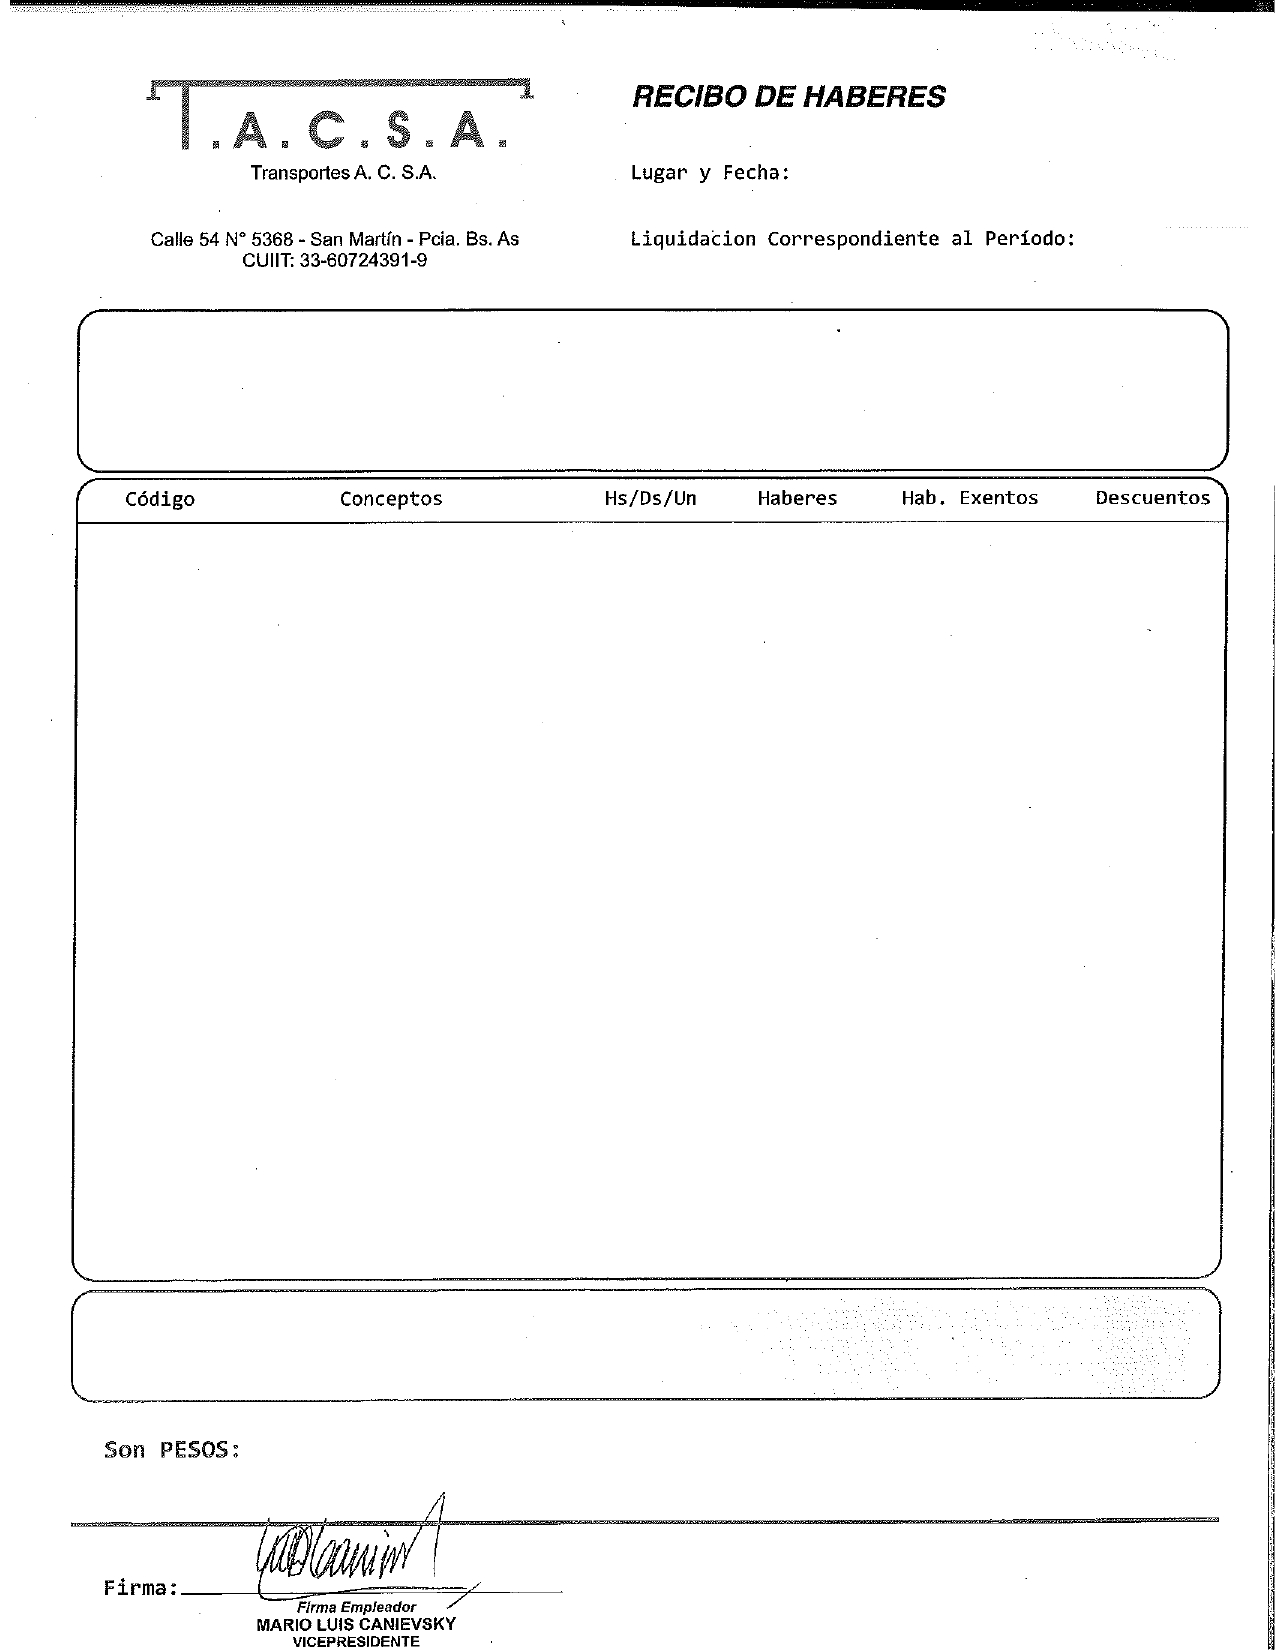 T.A.C.S.A.
Transportes A. C. S.A.
Calle 54 N° 5368 - San Martín - Pcia. Bs. As
CUIIT: 33-60724391-9
RECIBO DE HABERES
Lugar y Fecha:
Liquidacion Correspondiente al Período:
Código Conceptos Hs/Ds/Un Haberes Hab. Exentos Descuentos
Son PESOS:
Firma:
Firma Empleador
MARIO LUIS CANIEVSKY
VICEPRESIDENTE